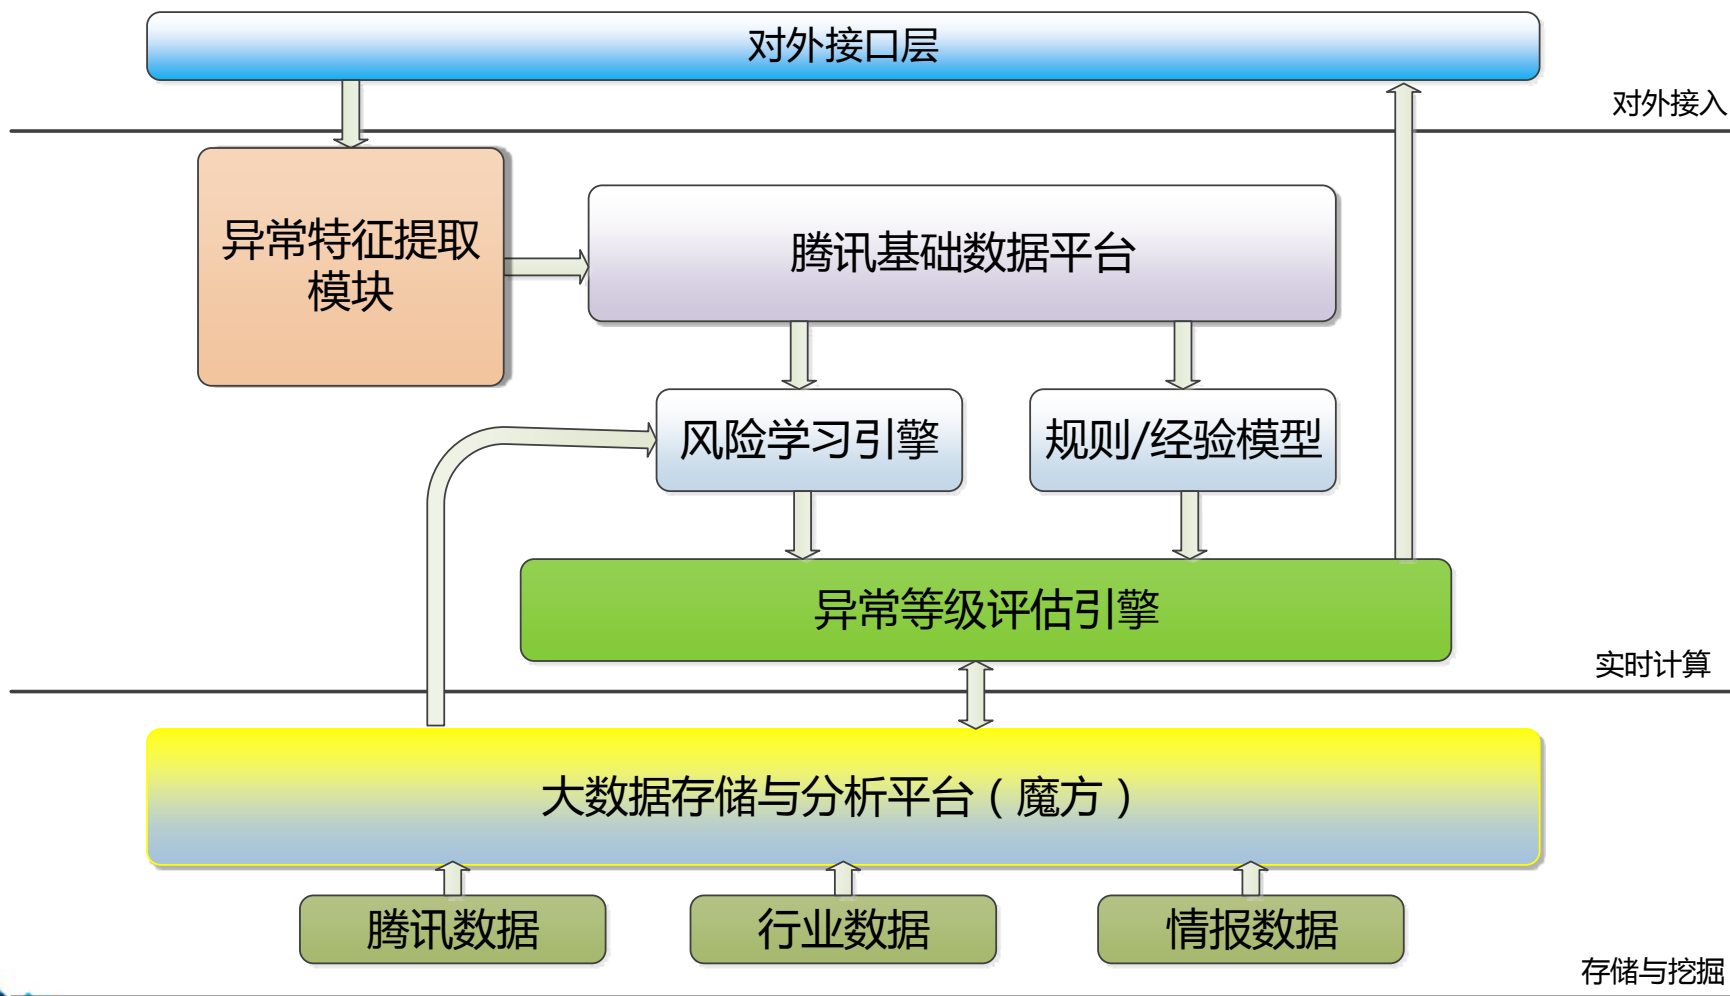 对外接口层
对外接入
异常特征提取
模块
腾讯基础数据平台
风险学习引擎
规则/经验模型
异常等级评估引擎
实时计算
大数据存储与分析平台（魔方）
腾讯数据
行业数据
情报数据
存储与挖掘